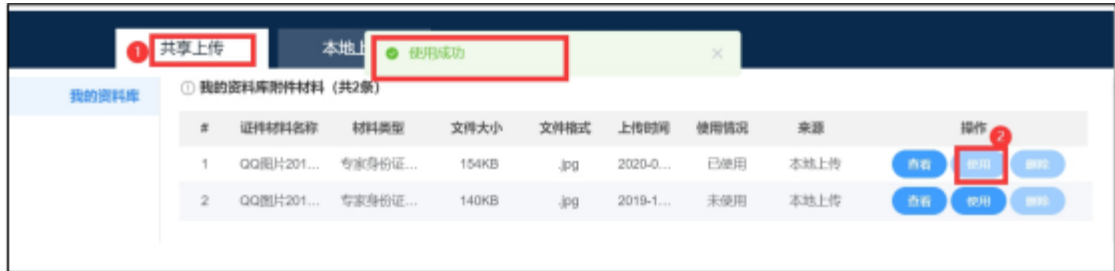 1 共享上传 本地上
使用成功 ×
我的资料库
我的资料库附件材料（共2条）
# 证件材料名称 材料类型 文件大小 文件格式 上传时间 使用情况 来源 操作 2
1 QQ图片201... 专家身份证... 154KB .jpg 2020-0... 已使用 本地上传 查看 使用 删除
2 QQ图片201... 专家身份证... 140KB .jpg 2019-1... 未使用 本地上传 查看 使用 删除